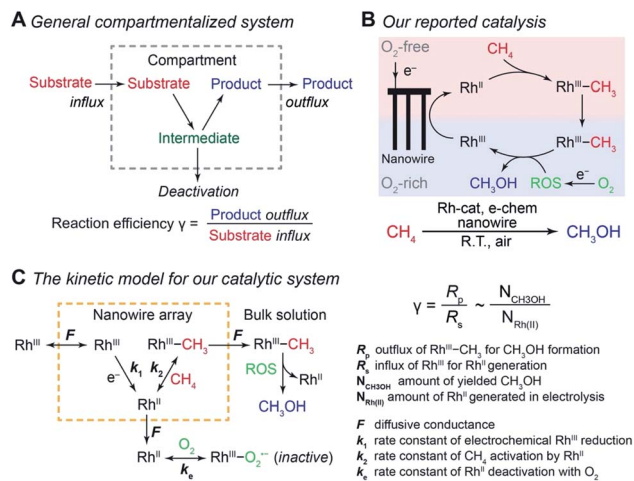 A General compartmentalized system
Compartment
Substrate
influx
Substrate
Product
Product
outflux
Intermediate
Deactivation
Reaction efficiency γ = Product outflux
Substrate influx
B Our reported catalysis
O2-free
e−
CH4
RhII
RhIII−CH3
RhIII
RhIII−CH3
Nanowire
O2-rich
CH3OH
ROS
e−
O2
CH4
Rh-cat, e-chem
nanowire
R.T., air
CH3OH
C The kinetic model for our catalytic system
Nanowire array
Bulk solution
RhIII
F
RhIII
RhIII−CH3
F
RhIII−CH3
e−
k1
k2
CH4
ROS
RhII
RhII
CH3OH
F
RhII
O2
ke
RhIII−O2•− (inactive)
γ = Rp
Rs
~
NCH3OH
NRh(II)
Rp outflux of RhIII−CH3 for CH3OH formation
Rs influx of RhIII for RhII generation
NCH3OH amount of yielded CH3OH
NRh(II) amount of RhII generated in electrolysis
F diffusive conductance
k1 rate constant of electrochemical RhIII reduction
k2 rate constant of CH4 activation by RhII
ke rate constant of RhII deactivation with O2